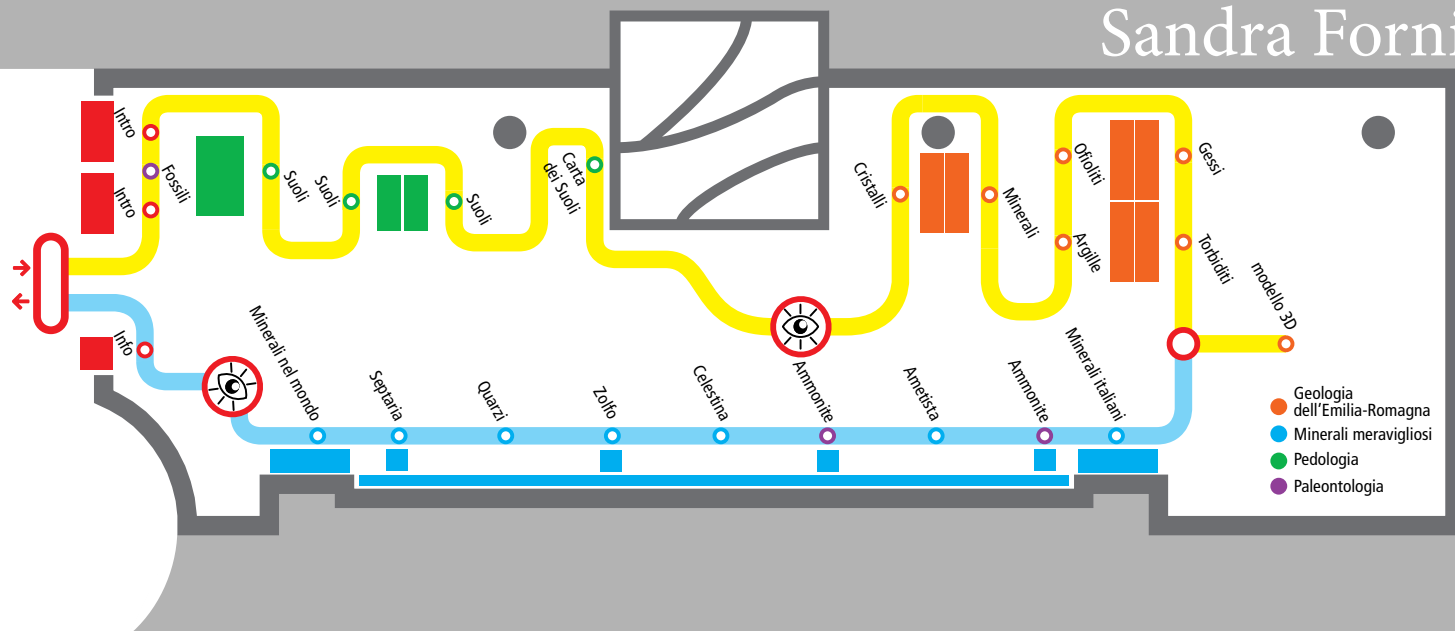 Sandra Forni
Intro
Fossili
Intro
Suoli
Suoli
Suoli
Carta
dei Suoli
Cristalli
Minerali
Ofioliti
Argille
Gessi
Torbiditi
modello 3D
Info
Minerali nel mondo
Septaria
Quarzi
Zolfo
Celestina
Ammonite
Ametista
Ammonite
Minerali italiani
Geologia
dell'Emilia-Romagna
Minerali meravigliosi
Pedologia
Paleontologia